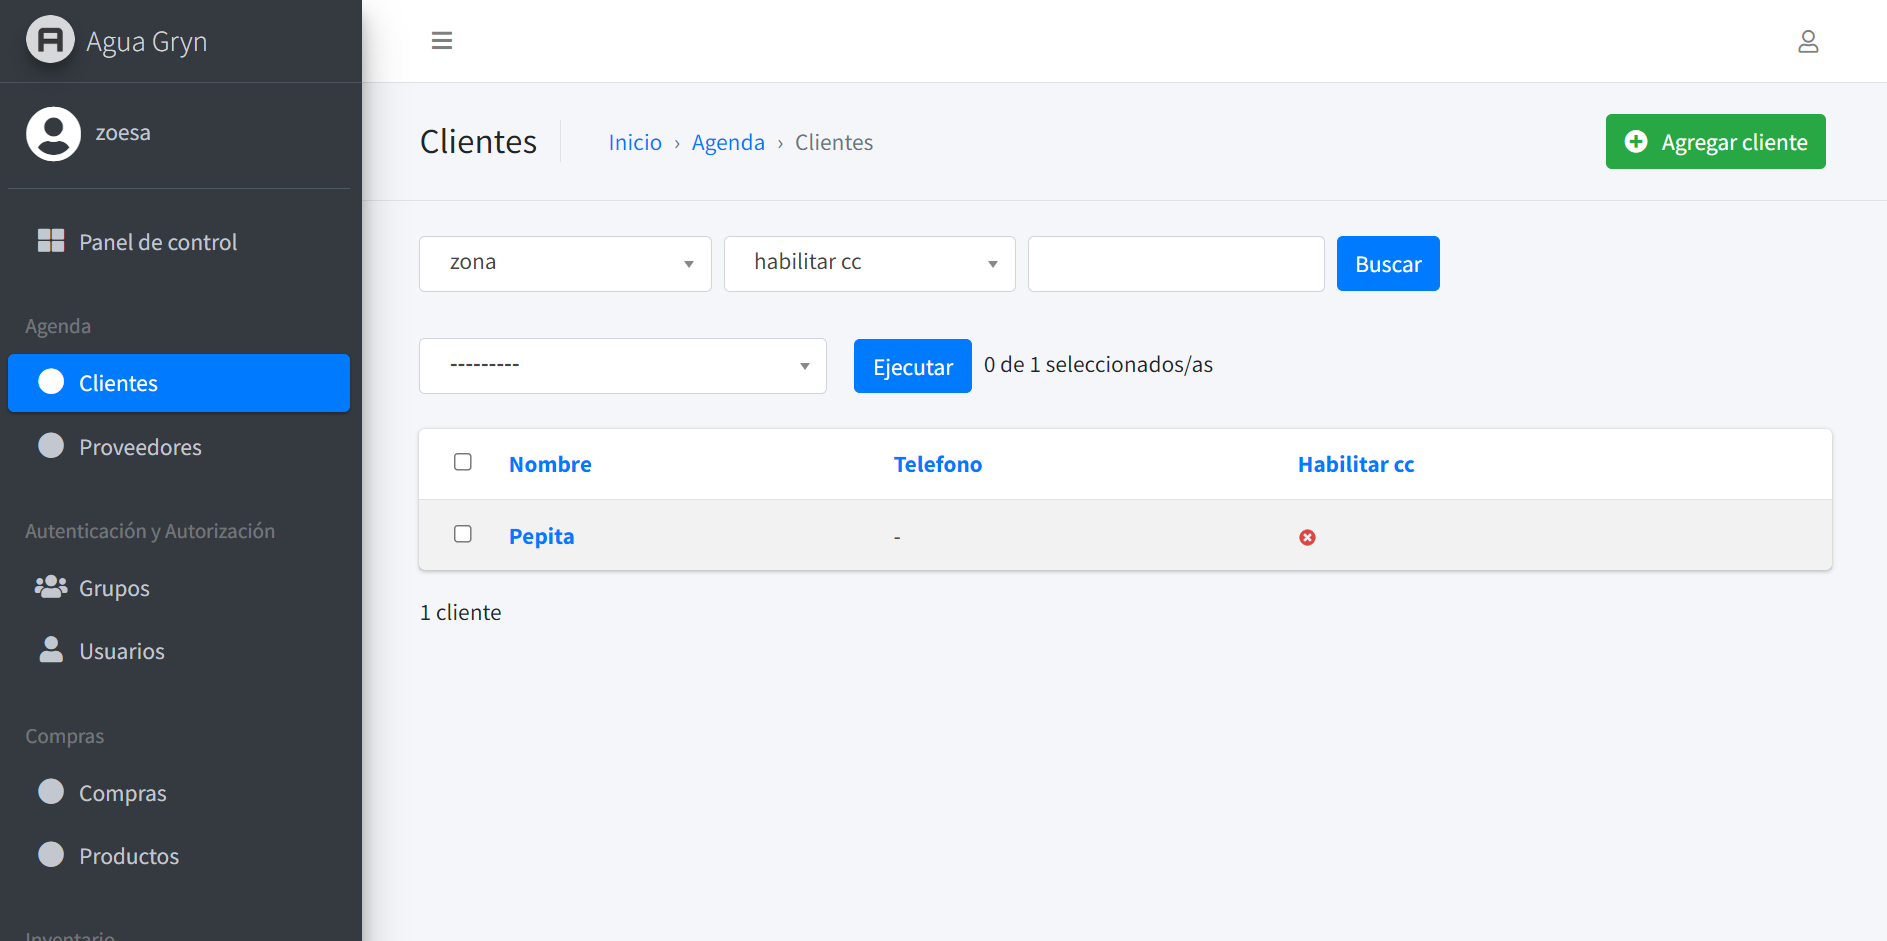 Agua Gryn
zoesa
Panel de control
Agenda
Clientes
Proveedores
Autenticación y Autorización
Grupos
Usuarios
Compras
Compras
Productos
Inventario
Clientes
Inicio › Agenda › Clientes
Agregar cliente
zona
habilitar cc
Buscar
---------
Ejecutar
0 de 1 seleccionados/as
Nombre Telefono Habilitar cc
Pepita -
1 cliente